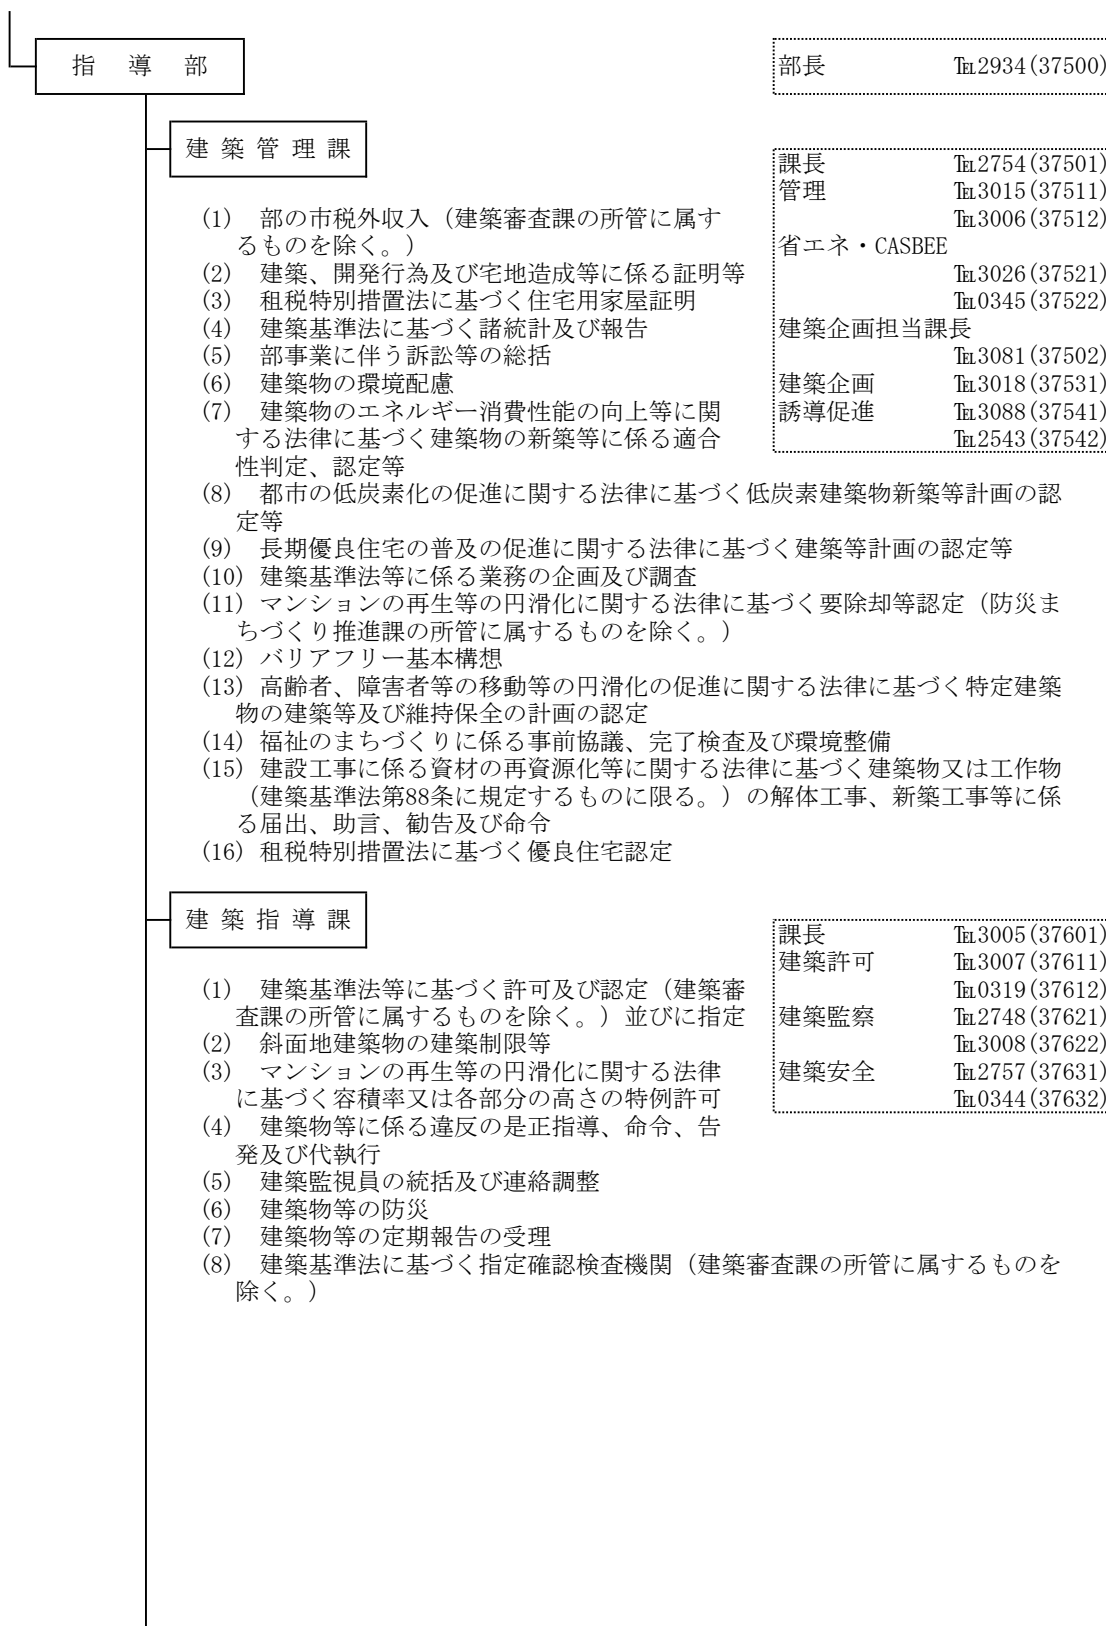 指導部
部長 ℡2934(37500)
建築管理課
課長 ℡2754(37501)
管理 ℡3015(37511)
℡3006(37512)
省エネ・CASBEE
℡3026(37521)
℡0345(37522)
建築企画担当課長
℡3081(37502)
建築企画 ℡3018(37531)
誘導促進 ℡3088(37541)
℡2543(37542)
(1) 部の市税外収入（建築審査課の所管に属す
るものを除く。）
(2) 建築、開発行為及び宅地造成等に係る証明等
(3) 租税特別措置法に基づく住宅用家屋証明
(4) 建築基準法に基づく諸統計及び報告
(5) 部事業に伴う訴訟等の総括
(6) 建築物の環境配慮
(7) 建築物のエネルギー消費性能の向上等に関
する法律に基づく建築物の新築等に係る適合
性判定、認定等
(8) 都市の低炭素化の促進に関する法律に基づく低炭素建築物新築等計画の認
定等
(9) 長期優良住宅の普及の促進に関する法律に基づく建築等計画の認定等
(10) 建築基準法等に係る業務の企画及び調査
(11) マンションの再生等の円滑化に関する法律に基づく要除却等認定（防災ま
ちづくり推進課の所管に属するものを除く。）
(12) バリアフリー基本構想
(13) 高齢者、障害者等の移動等の円滑化の促進に関する法律に基づく特定建築
物の建築等及び維持保全の計画の認定
(14) 福祉のまちづくりに係る事前協議、完了検査及び環境整備
(15) 建設工事に係る資材の再資源化等に関する法律に基づく建築物又は工作物
（建築基準法第88条に規定するものに限る。）の解体工事、新築工事等に係
る届出、助言、勧告及び命令
(16) 租税特別措置法に基づく優良住宅認定
建築指導課
課長 ℡3005(37601)
建築許可 ℡3007(37611)
℡0319(37612)
建築監察 ℡2748(37621)
℡3008(37622)
建築安全 ℡2757(37631)
℡0344(37632)
(1) 建築基準法等に基づく許可及び認定（建築審
査課の所管に属するものを除く。）並びに指定
(2) 斜面地建築物の建築制限等
(3) マンションの再生等の円滑化に関する法律
に基づく容積率又は各部分の高さの特例許可
(4) 建築物等に係る違反の是正指導、命令、告
発及び代執行
(5) 建築監視員の統括及び連絡調整
(6) 建築物等の防災
(7) 建築物等の定期報告の受理
(8) 建築基準法に基づく指定確認検査機関（建築審査課の所管に属するものを
除く。）